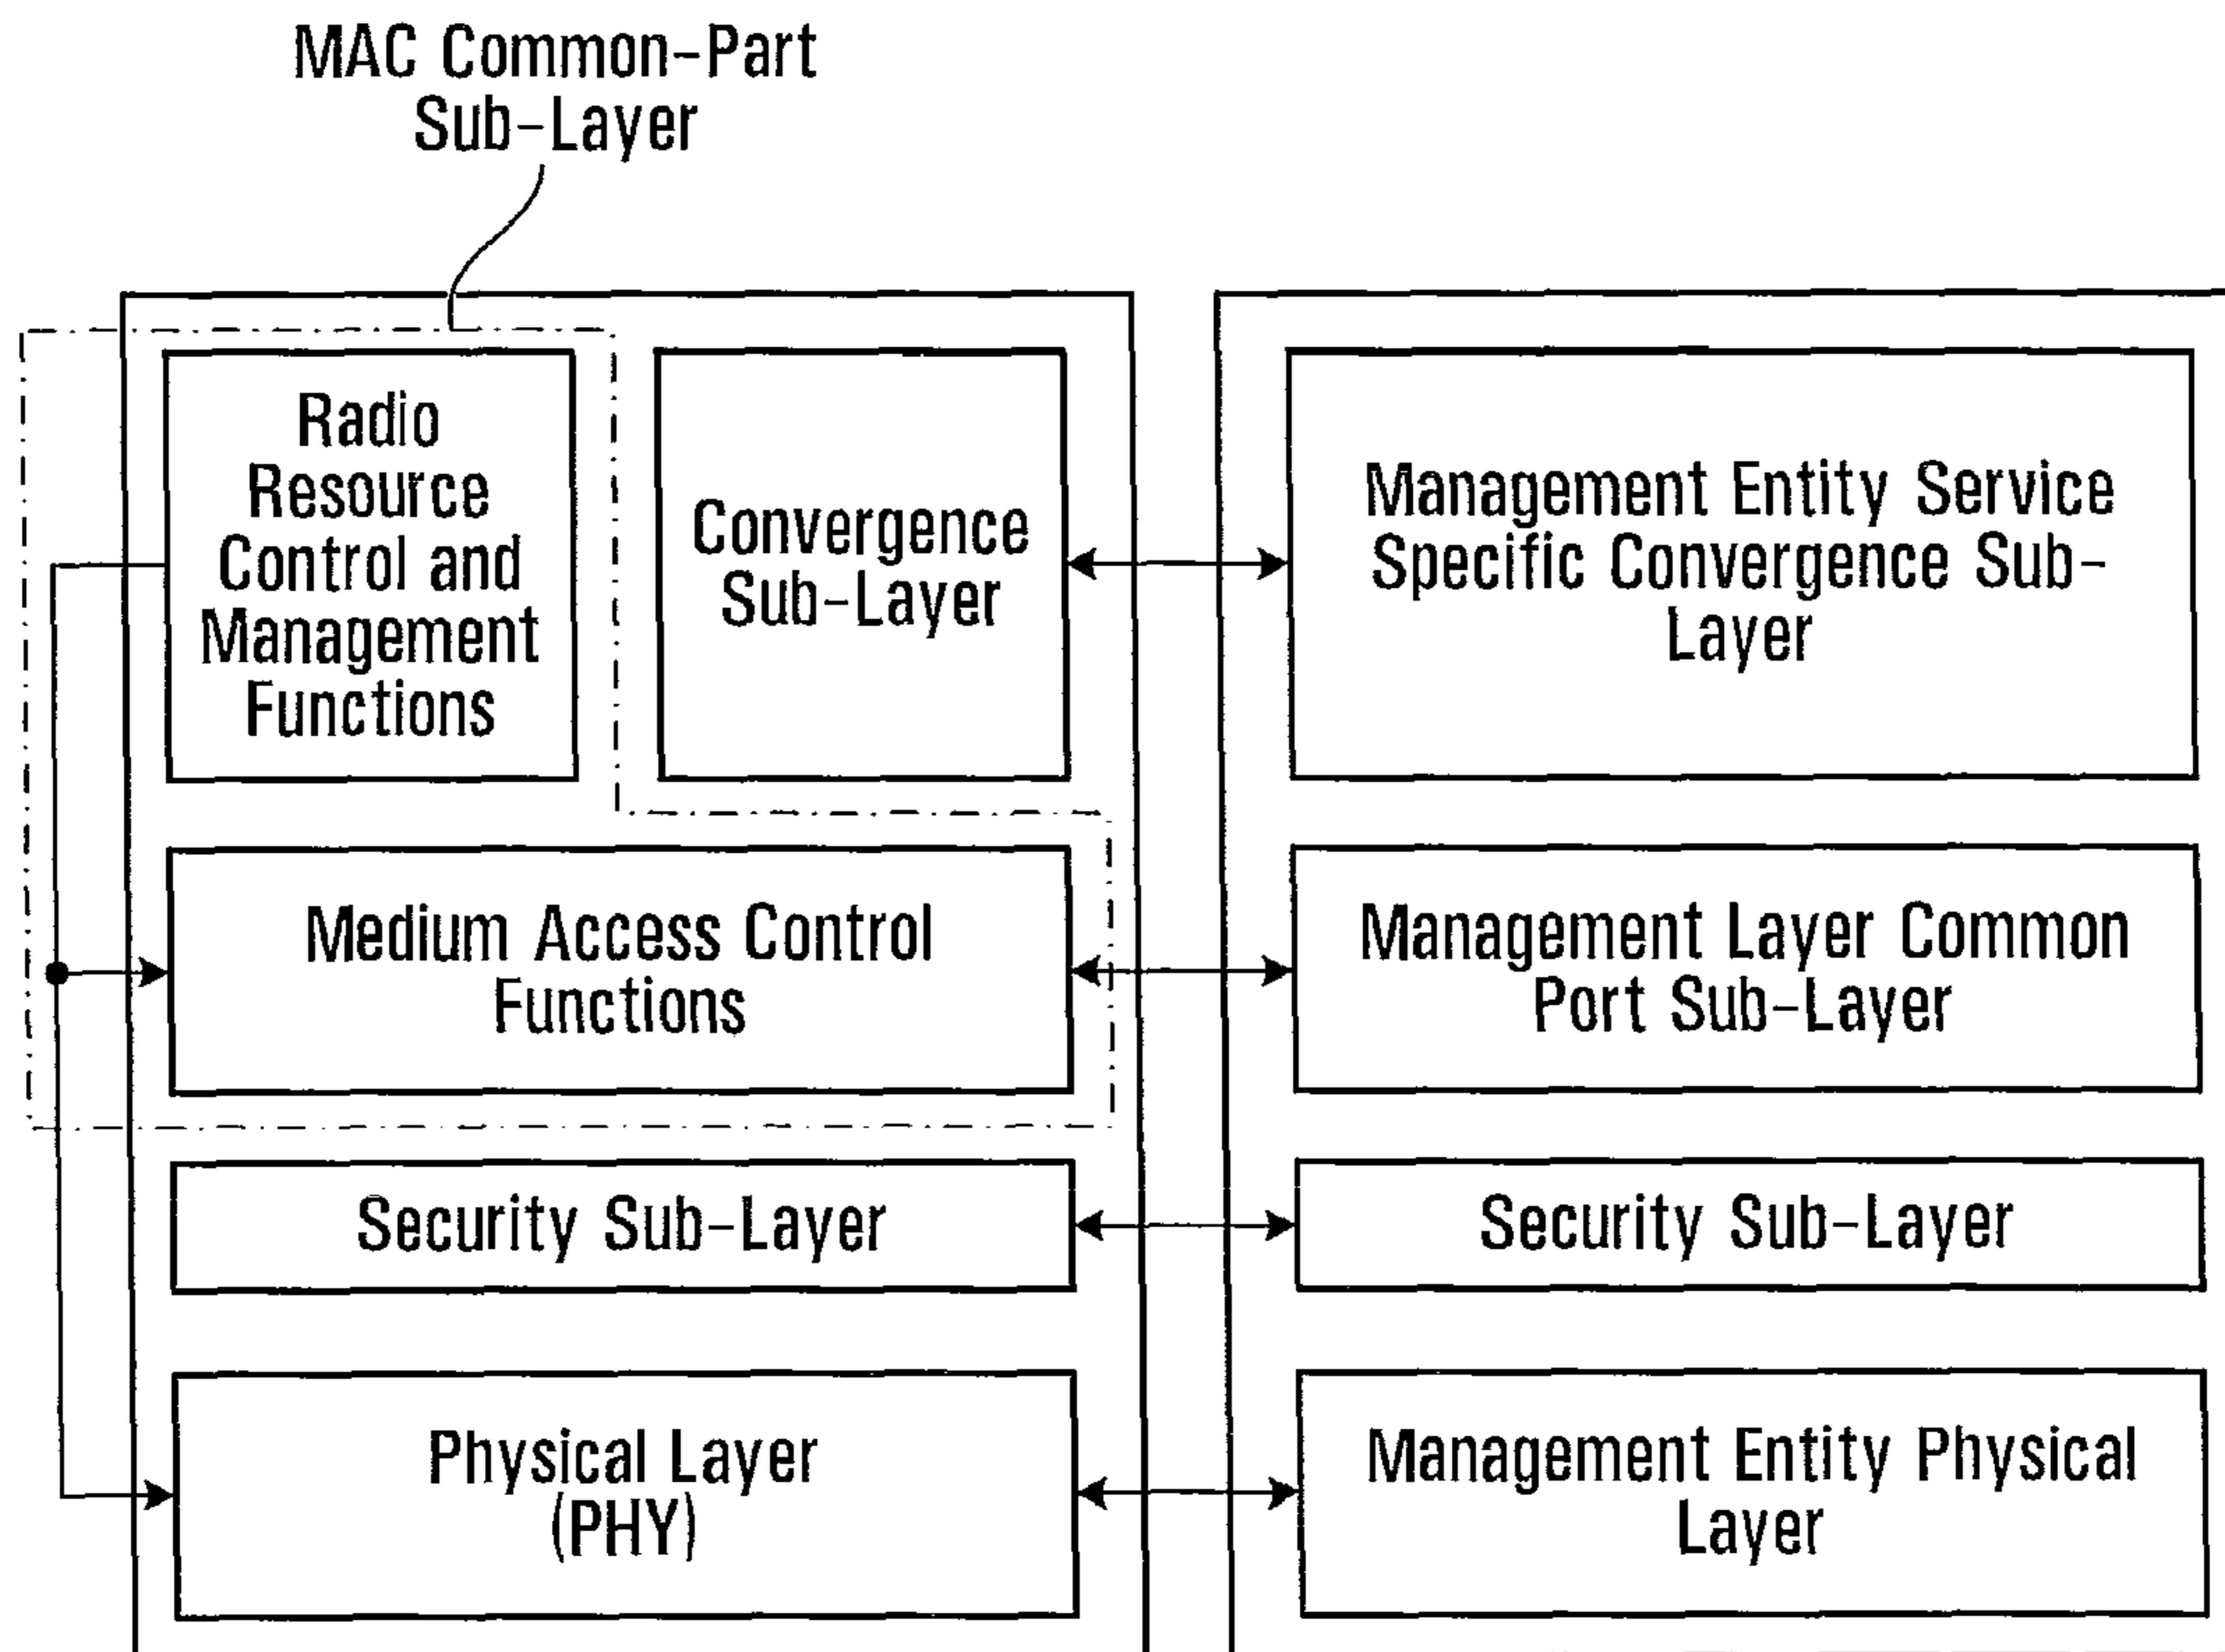 MAC Common-Part
Sub-Layer
Radio
Resource
Control and
Management
Functions
Convergence
Sub-Layer
Management Entity Service
Specific Convergence Sub-
Layer
Medium Access Control
Functions
Management Layer Common
Port Sub-Layer
Security Sub-Layer
Security Sub-Layer
Physical Layer
(PHY)
Management Entity Physical
Layer